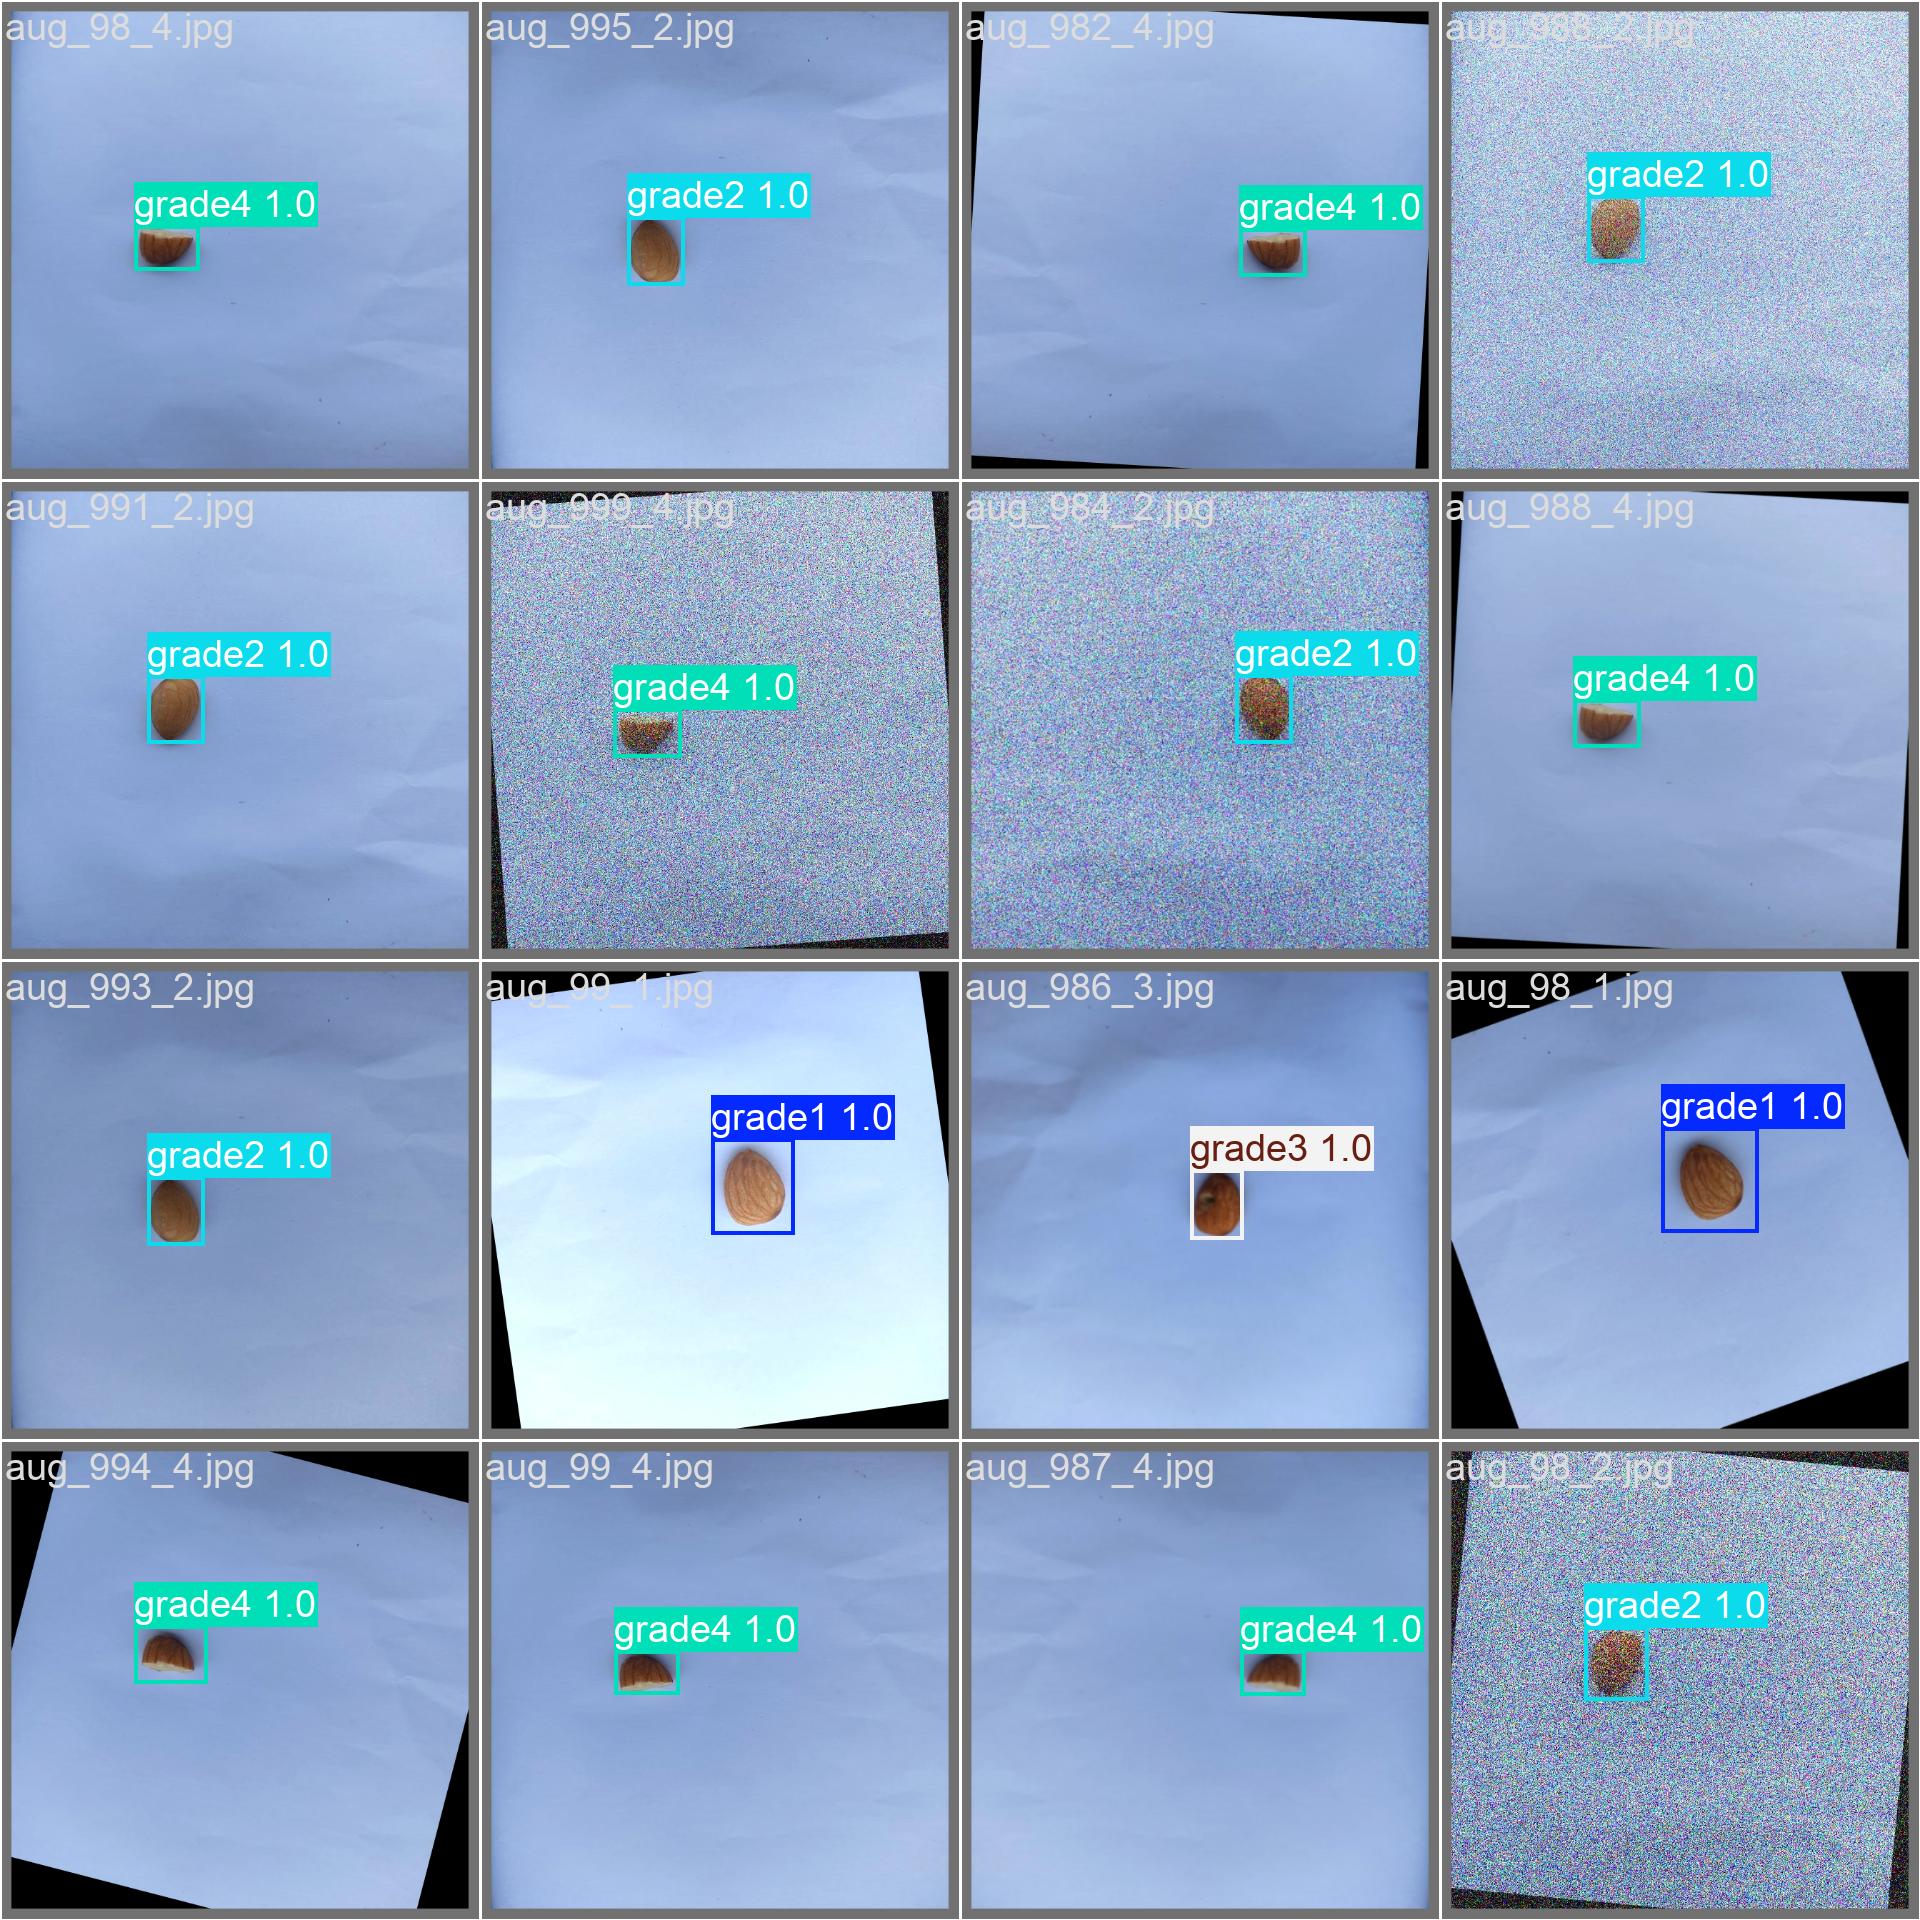 aug_98_4.jpg
grade4 1.0
aug_995_2.jpg
grade2 1.0
aug_982_4.jpg
grade4 1.0
aug_988_2.jpg
grade2 1.0
aug_991_2.jpg
grade2 1.0
aug_999_4.jpg
grade4 1.0
aug_984_2.jpg
grade2 1.0
aug_988_4.jpg
grade4 1.0
aug_993_2.jpg
grade2 1.0
aug_99_1.jpg
grade1 1.0
aug_986_3.jpg
grade3 1.0
aug_98_1.jpg
grade1 1.0
aug_994_4.jpg
grade4 1.0
aug_99_4.jpg
grade4 1.0
aug_987_4.jpg
grade4 1.0
aug_98_2.jpg
grade2 1.0